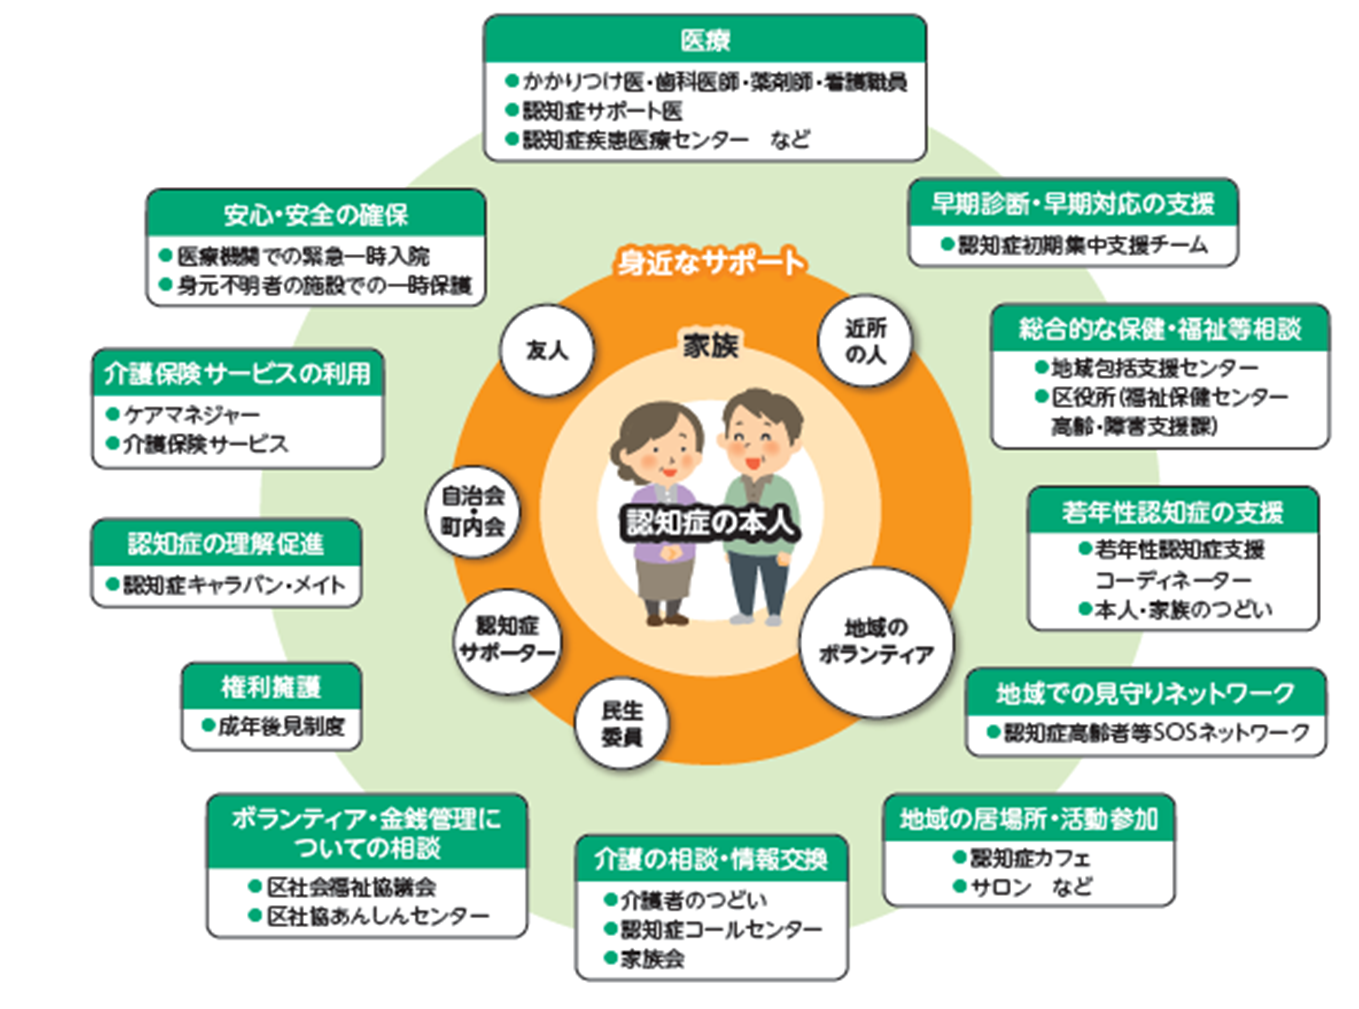 医療
●かかりつけ医・歯科医師・薬剤師・看護職員
●認知症サポート医
●認知症疾患医療センター　など
早期診断・早期対応の支援
●認知症初期集中支援チーム
総合的な保健・福祉等相談
●地域包括支援センター
●区役所（福祉保健センター
高齢・障害支援課）
若年性認知症の支援
●若年性認知症支援
コーディネーター
●本人・家族のつどい
地域での見守りネットワーク
●認知症高齢者等SOSネットワーク
地域の居場所・活動参加
●認知症カフェ
●サロン　など
介護の相談・情報交換
●介護者のつどい
●認知症コールセンター
●家族会
ボランティア・金銭管理に
ついての相談
●区社会福祉協議会
●区社協あんしんセンター
権利擁護
●成年後見制度
認知症の理解促進
●認知症キャラバン・メイト
介護保険サービスの利用
●ケアマネジャー
●介護保険サービス
安心・安全の確保
●医療機関での緊急一時入院
●身元不明者の施設での一時保護
身近なサポート
家族
認知症の本人
友人
近所
の人
地域の
ボランティア
民生
委員
認知症
サポーター
自治会
・
町内会